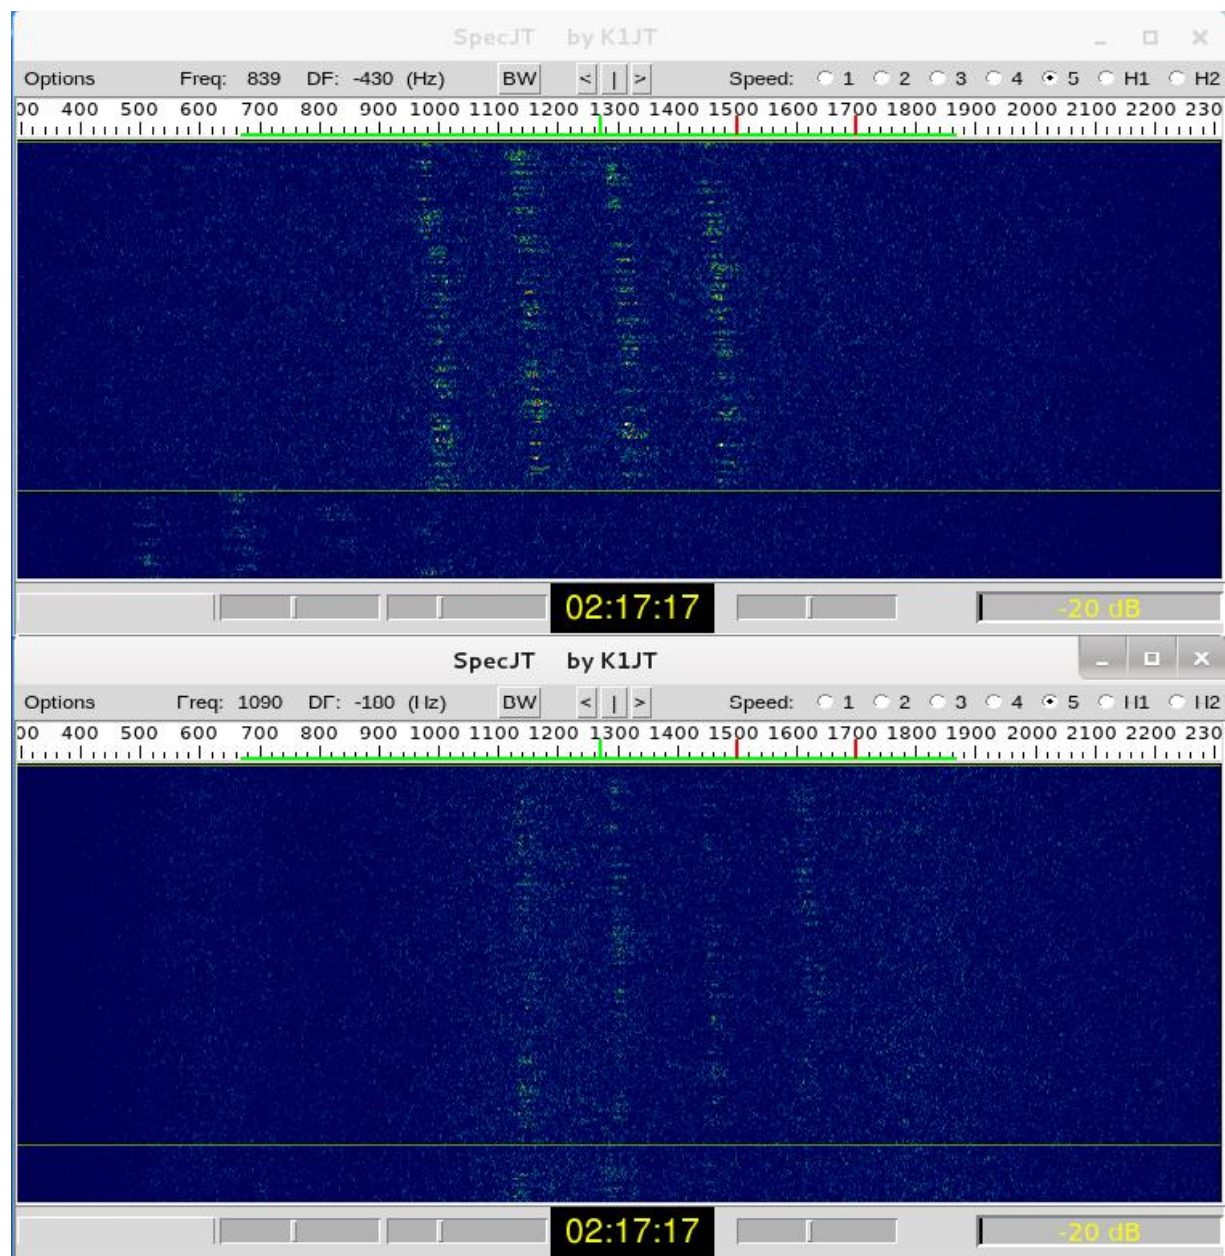 SpecJT by K1JT
Options Freq: 839 DF: -430 (Hz) BW < | > Speed: 1 2 3 4 5 H1 H2
00 400 500 600 700 800 900 1000 1100 1200 1300 1400 1500 1600 1700 1800 1900 2000 2100 2200 230
02:17:17 -20 dB
SpecJT by K1JT
Options Freq: 1090 DF: -180 (Hz) BW < | > Speed: 1 2 3 4 5 H1 H2
00 400 500 600 700 800 900 1000 1100 1200 1300 1400 1500 1600 1700 1800 1900 2000 2100 2200 230
02:17:17 -20 dB